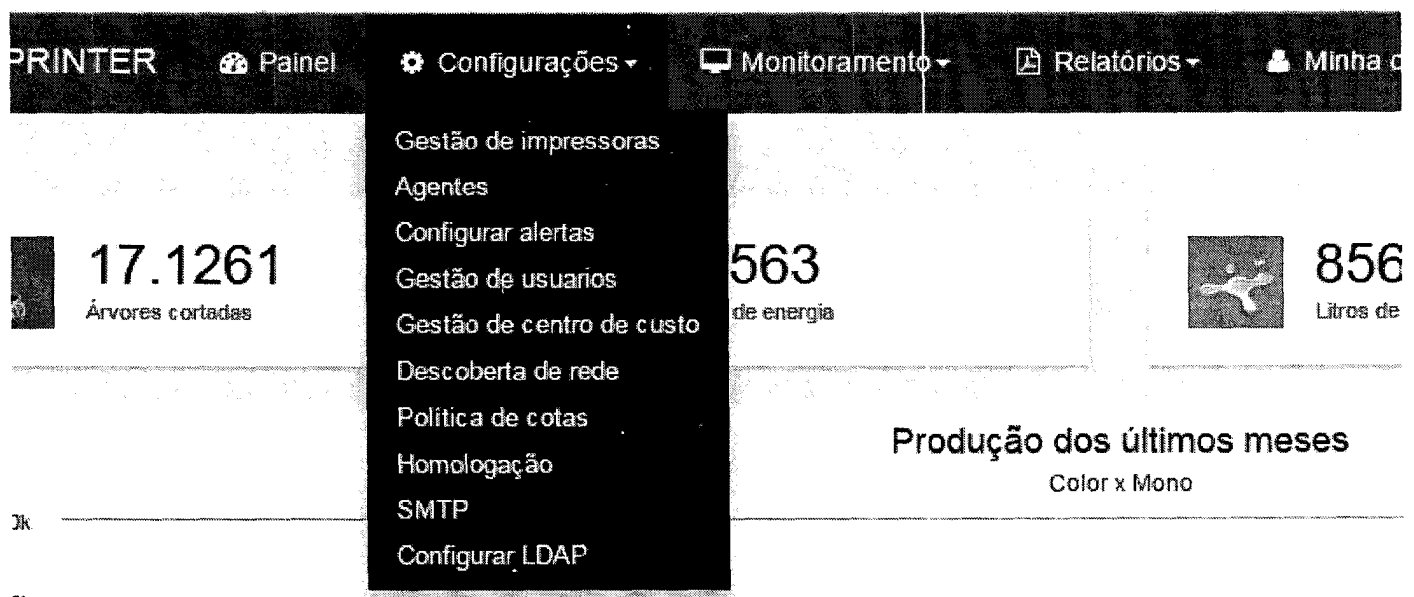 PRINTER Painel Configurações Monitoramento Relatórios Minha
Gestão de impressoras
Agentes
Configurar alertas
Gestão de usuarios
Gestão de centro de custo
Descoberta de rede
Política de cotas
Homologação
SMTP
Configurar LDAP
17.1261
Árvores cortadas
563
de energia
856
Litros de
Produção dos últimos meses
Color x Mono